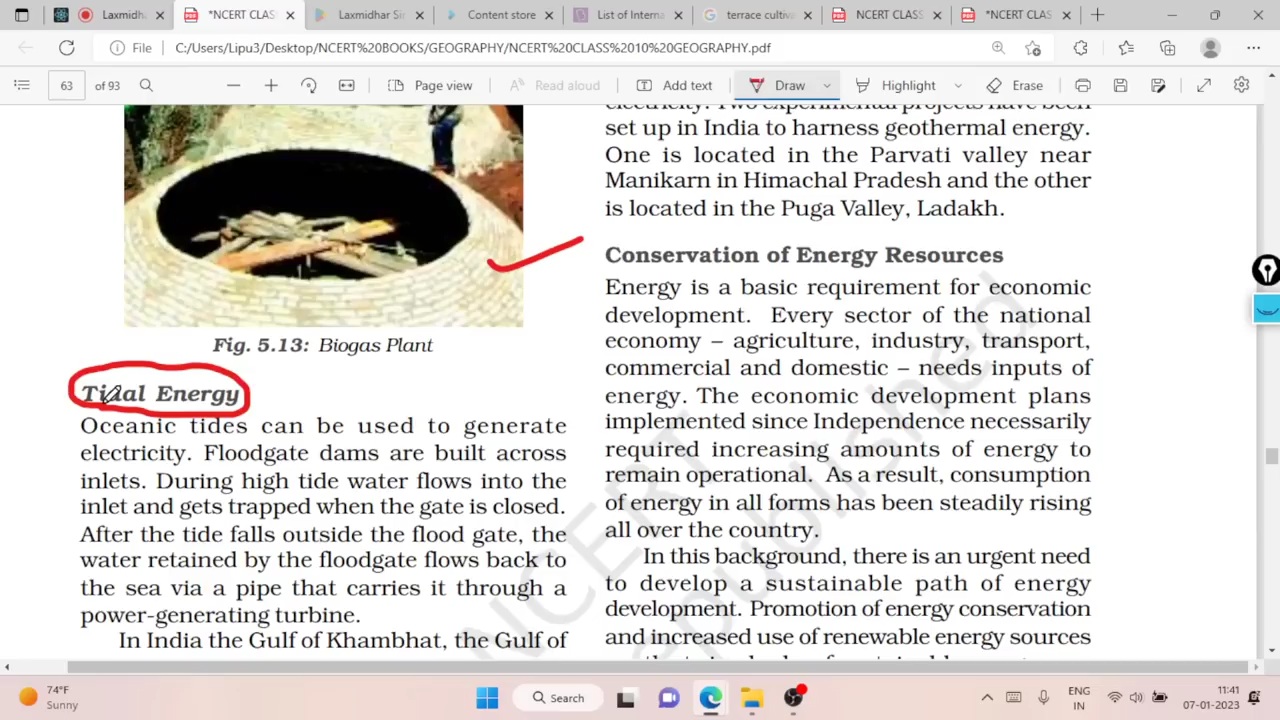 Laxmidh
*NCERT CLAS
Laxmidhar Sir
Content store
List of Interna
terrace cultiva
NCERT CLASS
*NCERT CLA
File
C:/Users/Lipu3/Desktop/NCERT%20BOOKS/GEOGRAPHY/NCERT%20CLASS%2010%20GEOGRAPHY.pdf
63 of 93
Page view
Read aloud
Add text
Draw
Highlight
Erase
Fig. 5.13: Biogas Plant
Tidal Energy
Oceanic tides can be used to generate
electricity. Floodgate dams are built across
inlets. During high tide water flows into the
inlet and gets trapped when the gate is closed.
After the tide falls outside the flood gate, the
water retained by the floodgate flows back to
the sea via a pipe that carries it through a
power-generating turbine.
In India the Gulf of Khambhat, the Gulf of
electricity. Two experimental projects have been
set up in India to harness geothermal energy.
One is located in the Parvati valley near
Manikarn in Himachal Pradesh and the other
is located in the Puga Valley, Ladakh.
Conservation of Energy Resources
Energy is a basic requirement for economic
development. Every sector of the national
economy – agriculture, industry, transport,
commercial and domestic – needs inputs of
energy. The economic development plans
implemented since Independence necessarily
required increasing amounts of energy to
remain operational. As a result, consumption
of energy in all forms has been steadily rising
all over the country.
In this background, there is an urgent need
to develop a sustainable path of energy
development. Promotion of energy conservation
and increased use of renewable energy sources
NCERT
republished
74°F
Sunny
Search
ENG
IN
11:41
07-01-2023